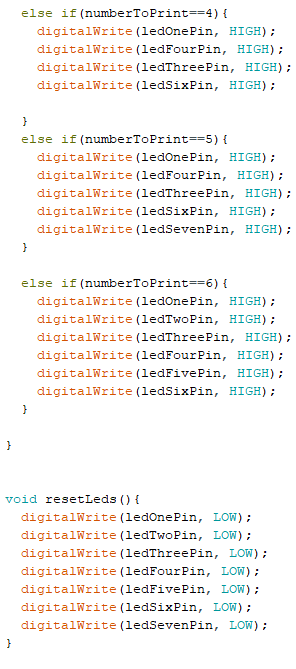 else if(numberToPrint==4){
digitalWrite(ledOnePin, HIGH);
digitalWrite(ledFourPin, HIGH);
digitalWrite(ledThreePin, HIGH);
digitalWrite(ledSixPin, HIGH);
}
else if(numberToPrint==5){
digitalWrite(ledOnePin, HIGH);
digitalWrite(ledFourPin, HIGH);
digitalWrite(ledThreePin, HIGH);
digitalWrite(ledSixPin, HIGH);
digitalWrite(ledSevenPin, HIGH);
}
else if(numberToPrint==6){
digitalWrite(ledOnePin, HIGH);
digitalWrite(ledTwoPin, HIGH);
digitalWrite(ledThreePin, HIGH);
digitalWrite(ledFourPin, HIGH);
digitalWrite(ledFivePin, HIGH);
digitalWrite(ledSixPin, HIGH);
}
}
void resetLeds(){
digitalWrite(ledOnePin, LOW);
digitalWrite(ledTwoPin, LOW);
digitalWrite(ledThreePin, LOW);
digitalWrite(ledFourPin, LOW);
digitalWrite(ledFivePin, LOW);
digitalWrite(ledSixPin, LOW);
digitalWrite(ledSevenPin, LOW);
}